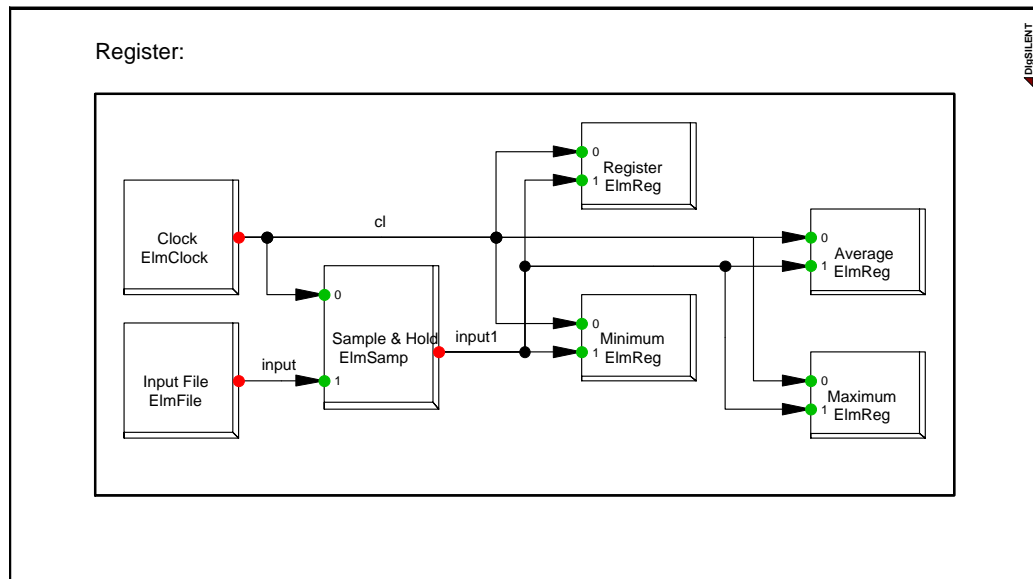 Register:
DIgSILENT
0
Register
ElmReg
1
cl
Clock
ElmClock
0
Average
1
ElmReg
0
Sample & Hold
ElmSamp
input1
0
Minimum
1
ElmReg
input
1
Input File
ElmFile
0
Maximum
1
ElmReg